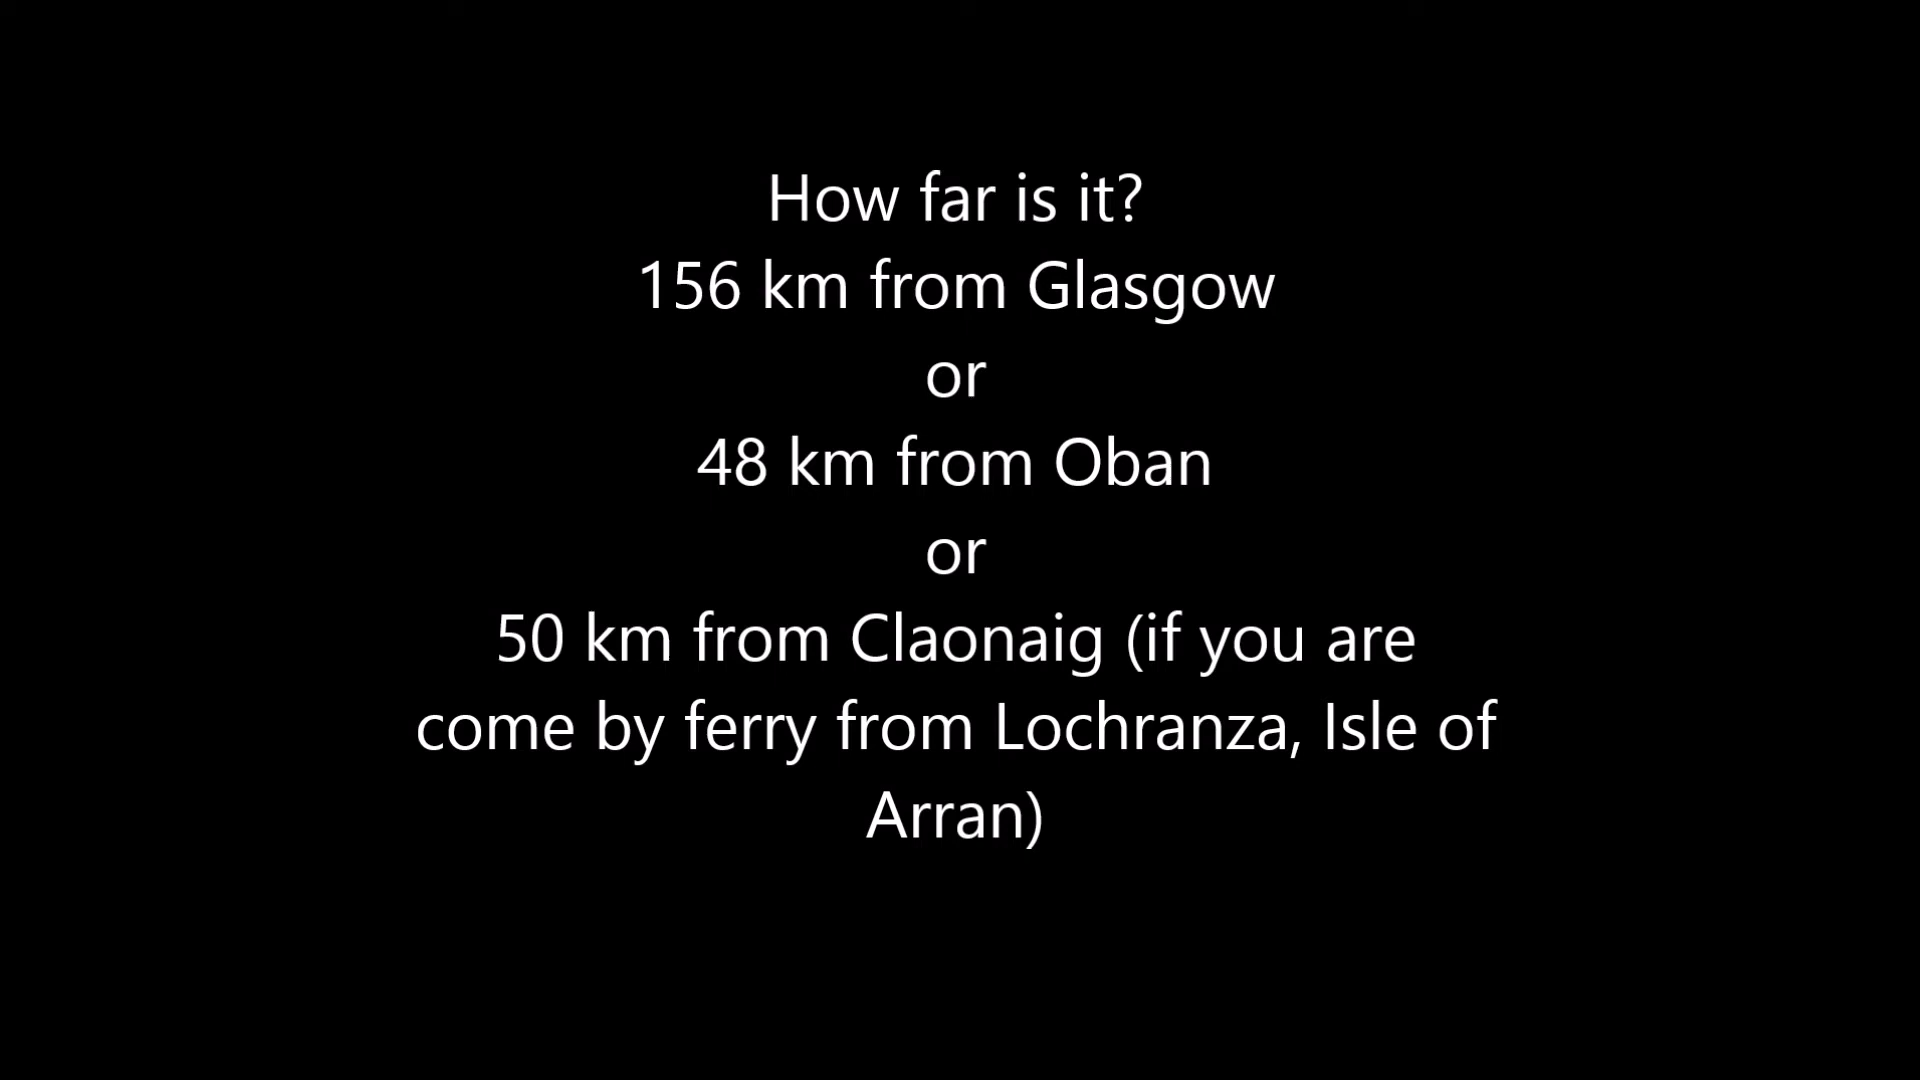 How far is it?
156 km from Glasgow
or
48 km from Oban
or
50 km from Claonaig (if you are
come by ferry from Lochranza, Isle of
Arran)